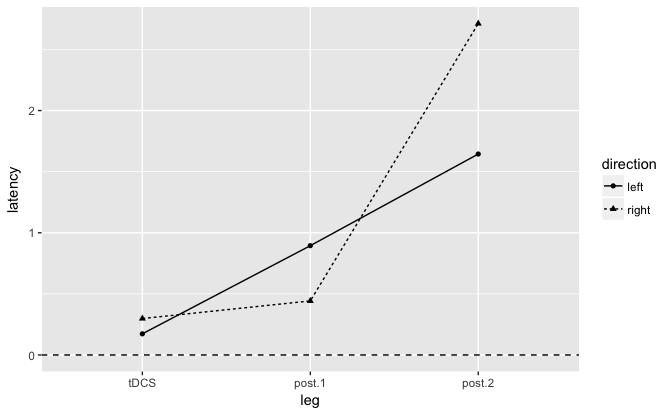 latency
2
1
0
tDCS post.1 post.2
leg
direction
left
right